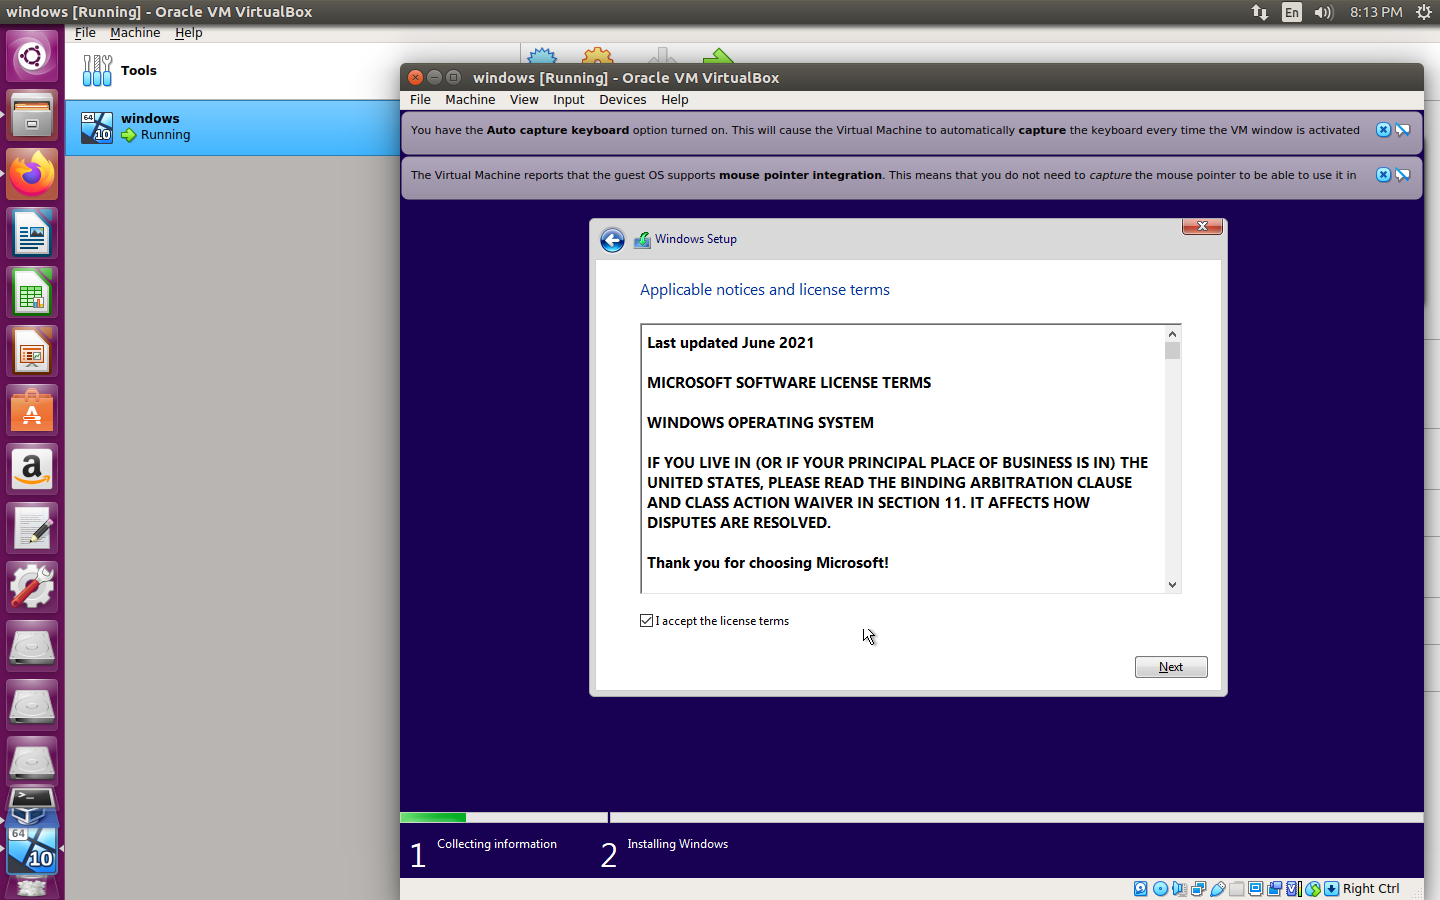 windows [Running] - Oracle VM VirtualBox
En
8:13 PM
File Machine Help
Tools
windows
Running
64
10
windows [Running] - Oracle VM VirtualBox
File Machine View Input Devices Help
You have the Auto capture keyboard option turned on. This will cause the Virtual Machine to automatically capture the keyboard every time the VM window is activated
The Virtual Machine reports that the guest OS supports mouse pointer integration. This means that you do not need to capture the mouse pointer to be able to use it in
Windows Setup
Applicable notices and license terms
Last updated June 2021
MICROSOFT SOFTWARE LICENSE TERMS
WINDOWS OPERATING SYSTEM
IF YOU LIVE IN (OR IF YOUR PRINCIPAL PLACE OF BUSINESS IS IN) THE
UNITED STATES, PLEASE READ THE BINDING ARBITRATION CLAUSE
AND CLASS ACTION WAIVER IN SECTION 11. IT AFFECTS HOW
DISPUTES ARE RESOLVED.
Thank you for choosing Microsoft!
I accept the license terms
Next
1 Collecting information
2 Installing Windows
64
10
Right Ctrl